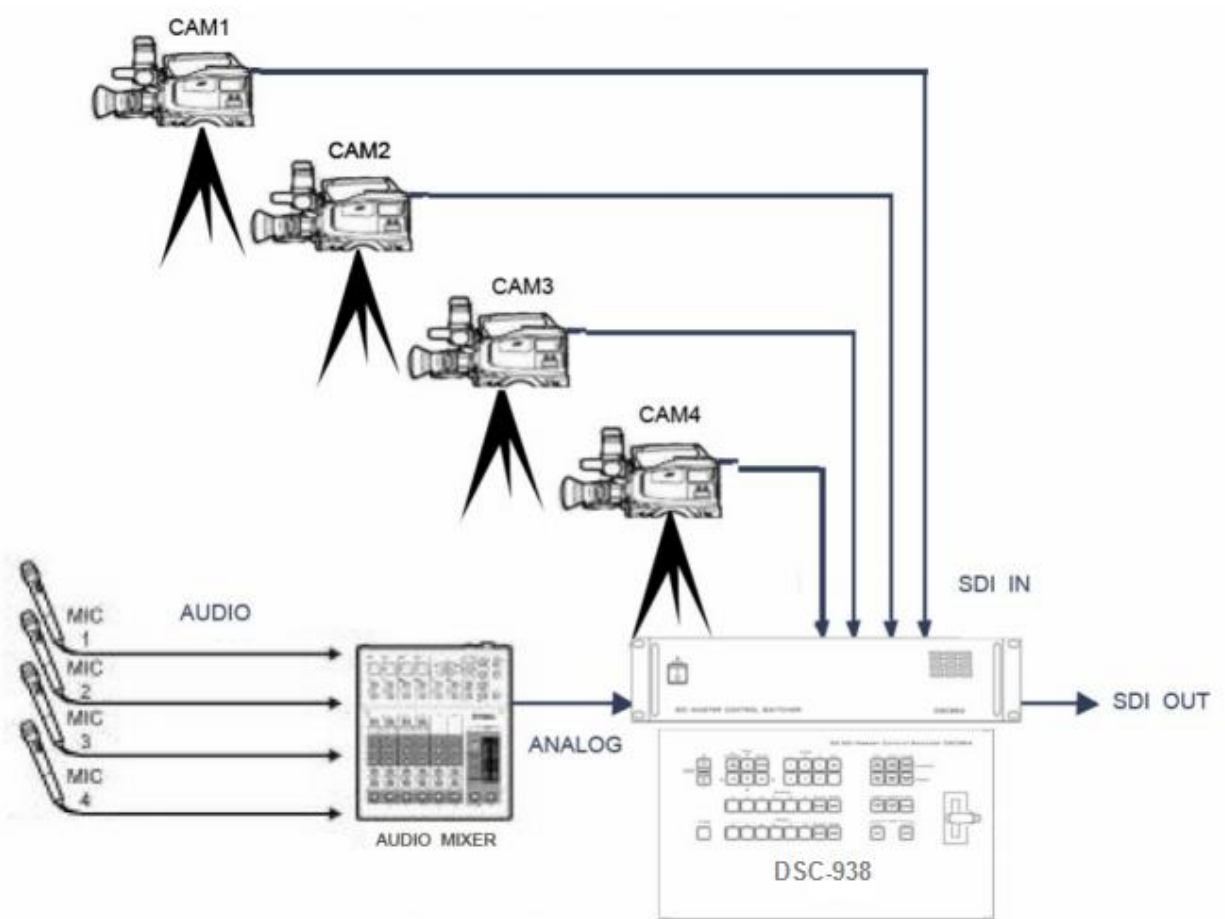 CAM1
CAM2
CAM3
CAM4
SDI IN
AUDIO
MIC
1
MIC
2
MIC
3
MIC
4
SDI OUT
ANALOG
AUDIO MIXER
DSC-938